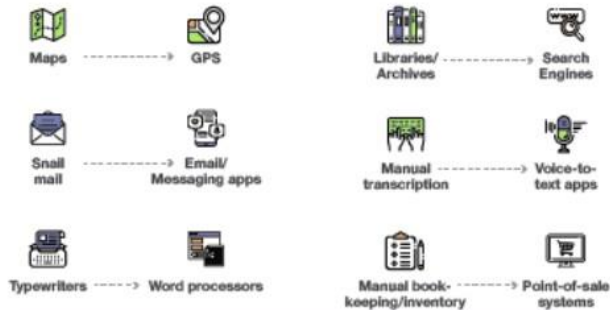 Maps
GPS
WWW
Libraries/
Archives
Search
Engines
Snail
mail
Email/
Messaging apps
Manual
transcription
Voice-to-
text apps
Typewriters
Word processors
Manual book-
keeping/inventory
Point-of-sale
systems